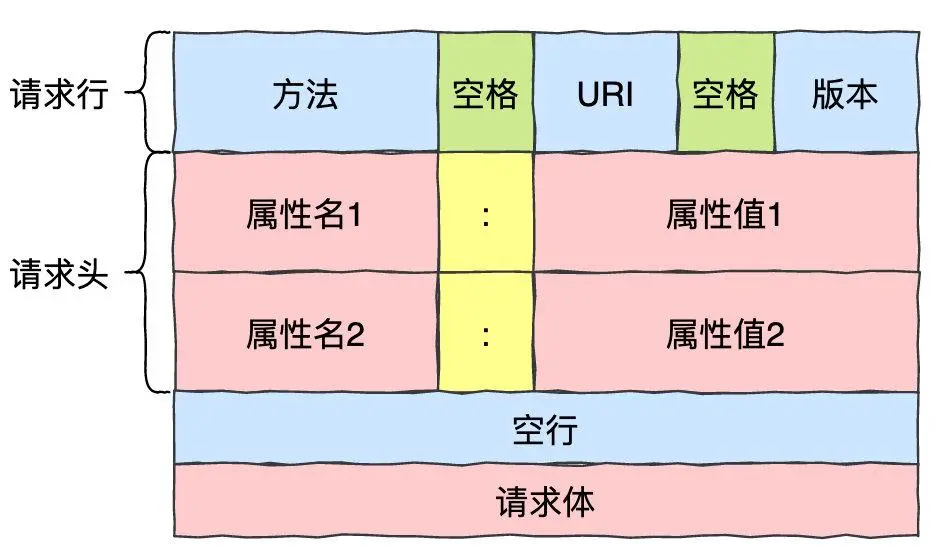 请求行 方法 空格 URI 空格 版本
属性名1 : 属性值1
请求头
属性名2 : 属性值2
空行
请求体